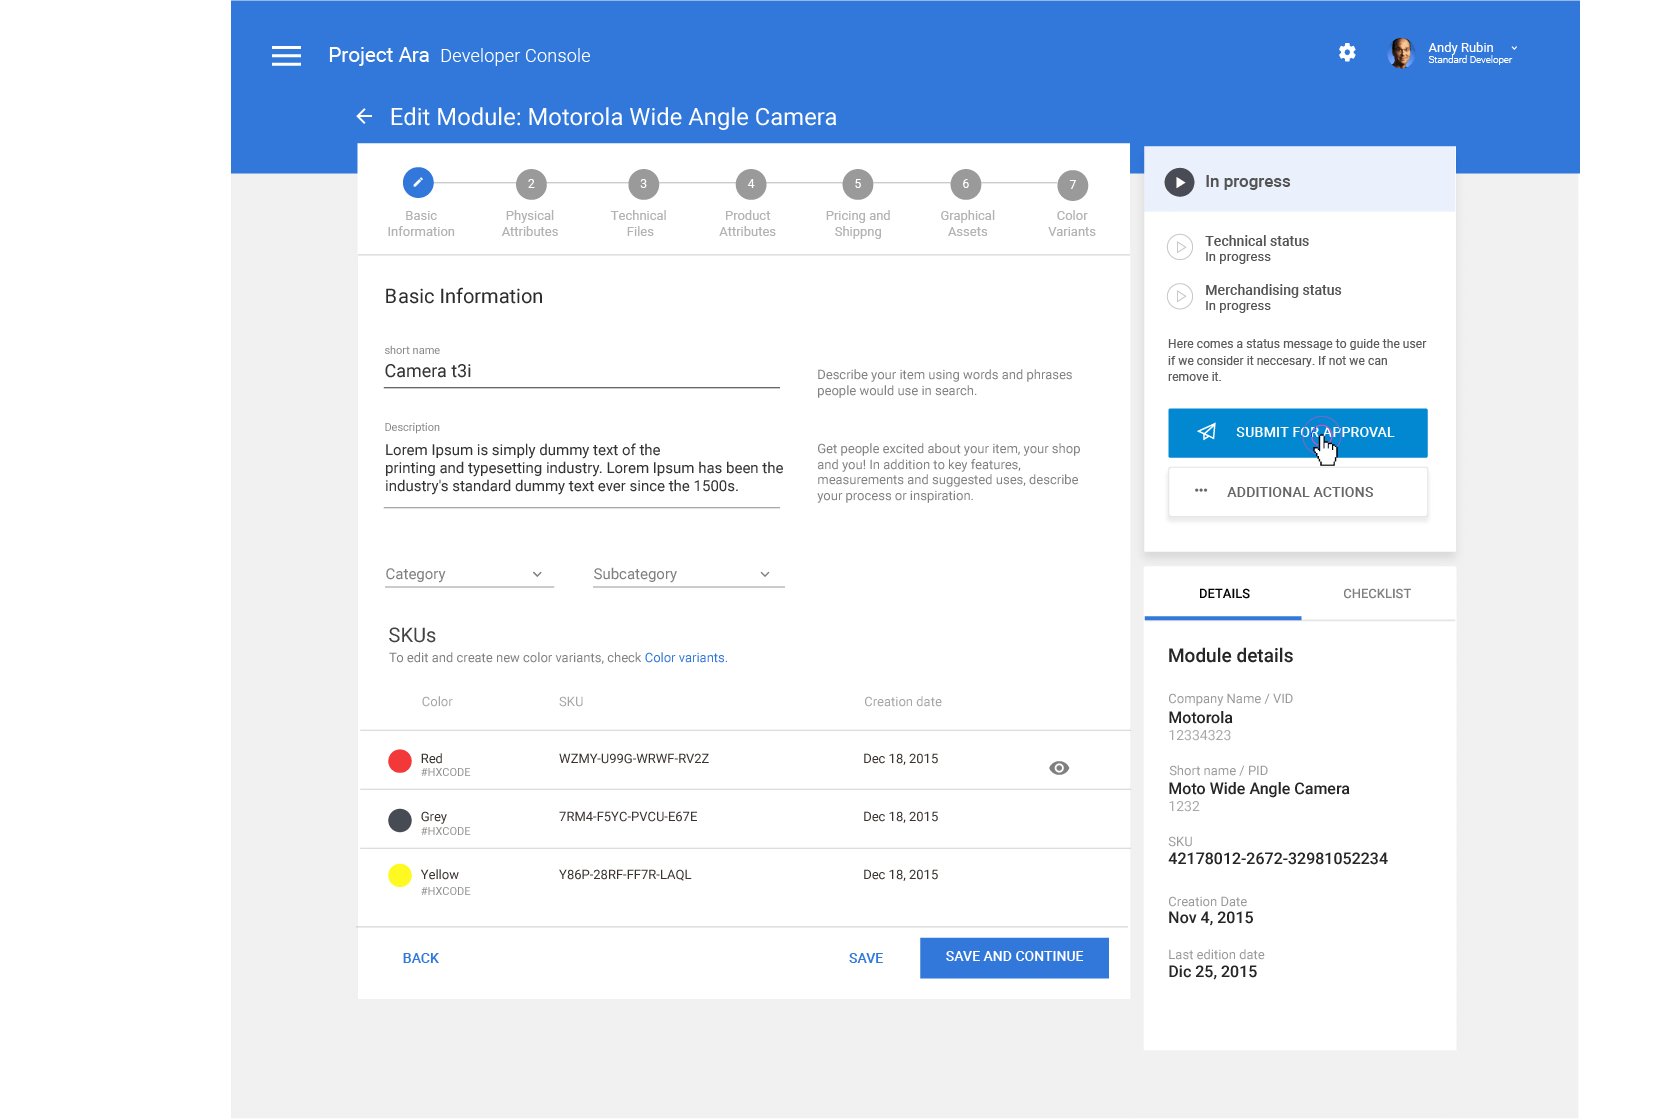 Project Ara Developer Console
Andy Rubin
Standard Developer
Edit Module: Motorola Wide Angle Camera
2 3 4 5 6 7
Basic
Information
Physical
Attributes
Technical
Files
Product
Attributes
Pricing and
Shippng
Graphical
Assets
Color
Variants
Basic Information
short name
Camera t3i
Describe your item using words and phrases
people would use in search.
Description
Lorem Ipsum is simply dummy text of the
printing and typesetting industry. Lorem Ipsum has been the
industry's standard dummy text ever since the 1500s.
Get people excited about your item, your shop
and you! In addition to key features,
measurements and suggested uses, describe
your process or inspiration.
Category
Subcategory
SKUs
To edit and create new color variants, check Color variants.
Color SKU Creation date
Red WZMY-U99G-WRWF-RV2Z Dec 18, 2015
#HXCODE
Grey 7RM4-F5YC-PVCU-E67E Dec 18, 2015
#HXCODE
Yellow Y86P-28RF-FF7R-LAQL Dec 18, 2015
#HXCODE
BACK
SAVE
SAVE AND CONTINUE
In progress
Technical status
In progress
Merchandising status
In progress
Here comes a status message to guide the user
if we consider it neccesary. If not we can
remove it.
SUBMIT FOR APPROVAL
ADDITIONAL ACTIONS
DETAILS
CHECKLIST
Module details
Company Name / VID
Motorola
12334323
Short name / PID
Moto Wide Angle Camera
1232
SKU
42178012-2672-32981052234
Creation Date
Nov 4, 2015
Last edition date
Dic 25, 2015